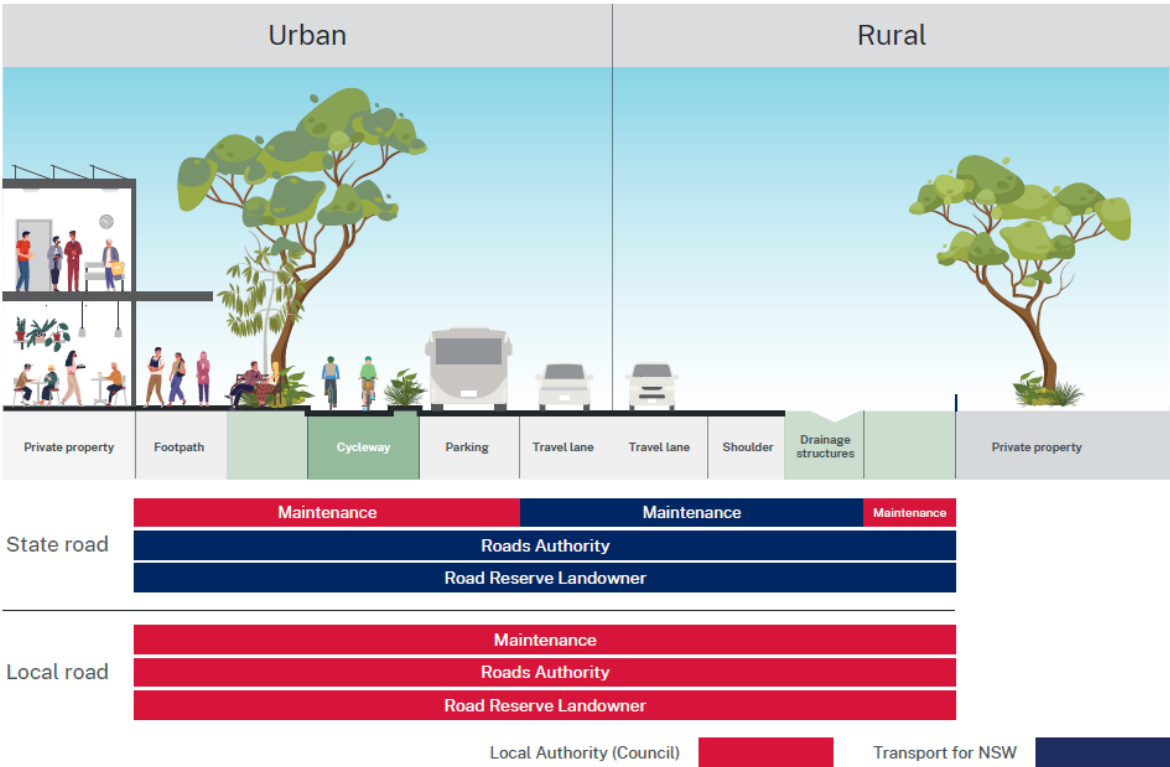 Urban
Rural
Private property
Footpath
Cycleway
Parking
Travel lane
Travel lane
Shoulder
Drainage
structures
Private property
State road
Maintenance
Maintenance
Maintenance
Roads Authority
Road Reserve Landowner
Local road
Maintenance
Roads Authority
Road Reserve Landowner
Local Authority (Council)
Transport for NSW